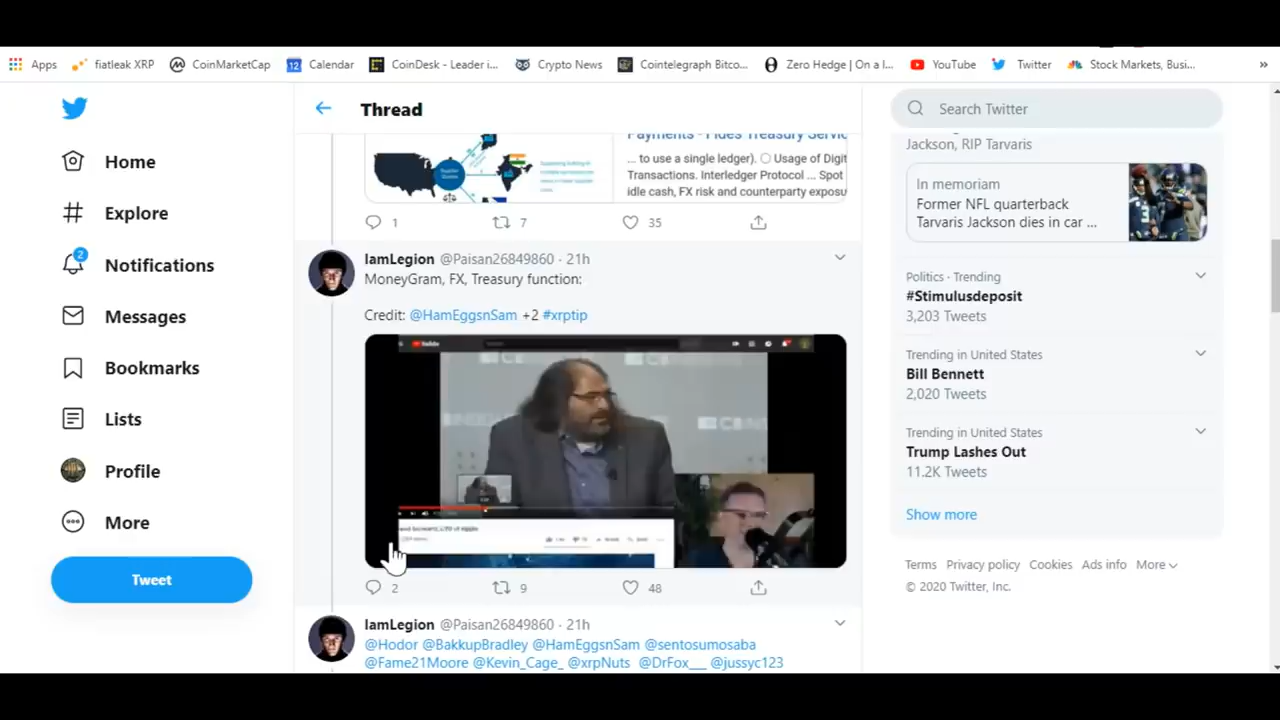 Apps
fiatleak XRP
CoinMarketCap
Calendar
CoinDesk - Leader i...
Crypto News
Cointelegraph Bitco...
Zero Hedge | On a l...
YouTube
Twitter
Stock Markets, Busi...
»
Home
Explore
2
Notifications
Messages
Bookmarks
Lists
Profile
More
Tweet
Thread
Payments - Fides Treasury Servic
... to use a single ledger). O Usage of Digit
Transactions. Interledger Protocol ... Spot
idle cash, FX risk and counterparty exposu
1
7
35
IamLegion @Paisan26849860 · 21h
MoneyGram, FX, Treasury function:
Credit: @HamEggsnSam +2 #xrptip
YouTube
2
9
48
IamLegion @Paisan26849860 · 21h
@Hodor @BakkupBradley @HamEggsnSam @sentosumosaba
@Fame21Moore @Kevin_Cage_ @xrpNuts @DrFox___ @jussyc123
Search Twitter
Jackson, RIP Tarvaris
In memoriam
Former NFL quarterback
Tarvaris Jackson dies in car ...
Politics · Trending
#Stimulusdeposit
3,203 Tweets
Trending in United States
Bill Bennett
2,020 Tweets
Trending in United States
Trump Lashes Out
11.2K Tweets
Show more
Terms Privacy policy Cookies Ads info More
© 2020 Twitter, Inc.